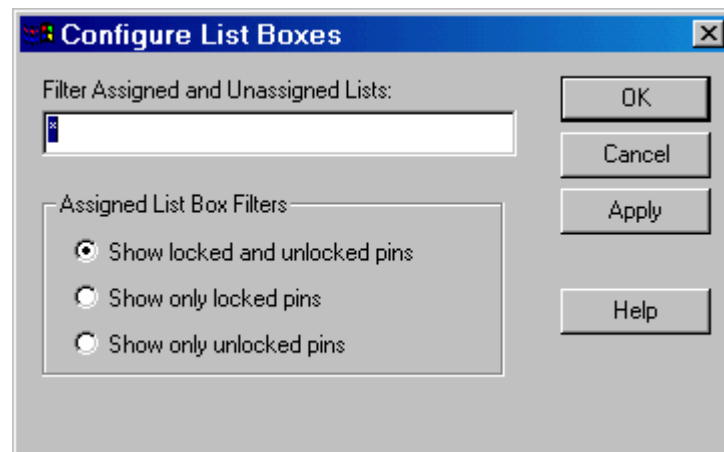 Configure List Boxes
Filter Assigned and Unassigned Lists:
*
OK
Cancel
Apply
Help
Assigned List Box Filters
Show locked and unlocked pins
Show only locked pins
Show only unlocked pins